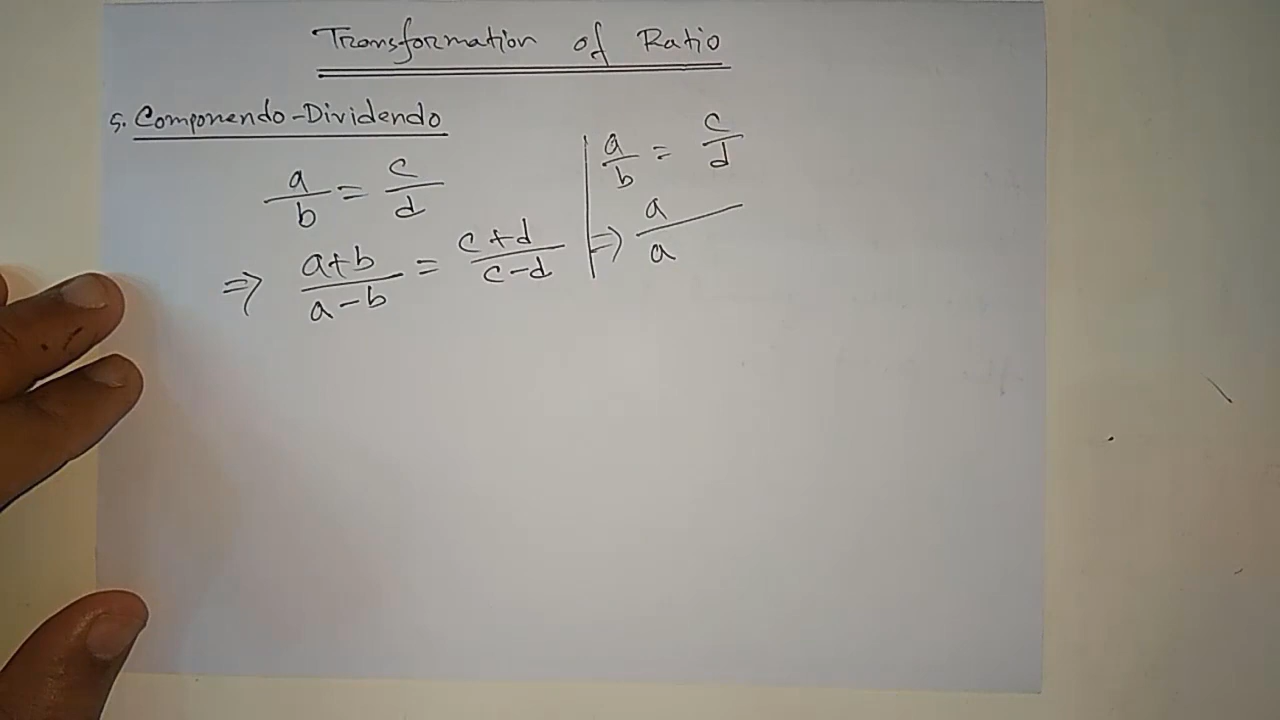 Transformation of Ratio
5. Componendo-Dividendo
a/b = c/d
⇒ a+b/a-b = c+d/c-d
a/b = c/d
⇒ a/a